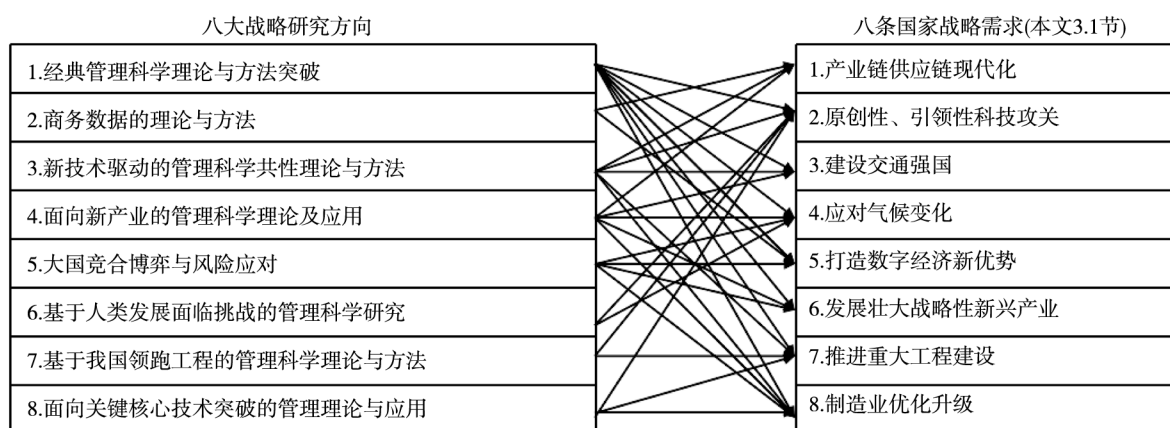 八大战略研究方向
八条国家战略需求(本文3.1节)
1.经典管理科学理论与方法突破
2.商务数据的理论与方法
3.新技术驱动的管理科学共性理论与方法
4.面向新产业的管理科学理论及应用
5.大国竞合博弈与风险应对
6.基于人类发展面临挑战的管理科学研究
7.基于我国领跑工程的管理科学理论与方法
8.面向关键核心技术突破的管理理论与应用
1.产业链供应链现代化
2.原创性、引领性科技攻关
3.建设交通强国
4.应对气候变化
5.打造数字经济新优势
6.发展壮大战略性新兴产业
7.推进重大工程建设
8.制造业优化升级